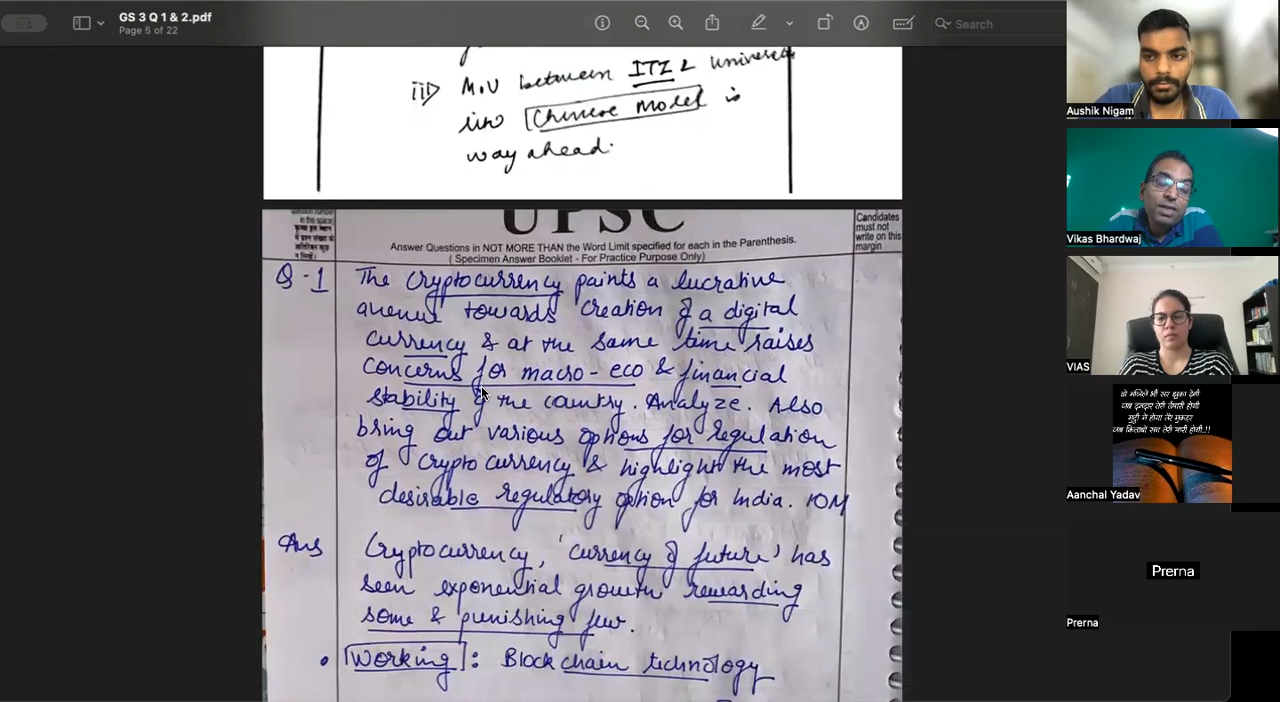 GS 3 Q 1 & 2.pdf
Page 5 of 22
Search
iii) MoU between ITI &
into Chinese Model is
way ahead.
UPSC
Answer Questions in NOT MORE THAN the Word Limit specified for each in the Parenthesis.
( Specimen Answer Booklet - For Practice Purpose Only)
Candidates
must not
write on this
margin
Q-1
The Cryptocurrency paints a lucrative
avenue towards creation of a digital
currency & at the same time raises
concerns for macro-eco & financial
stability of the country. Analyze. Also
bring out various options for regulation
of Cryptocurrency & highlight the most
desirable regulatory option for India. 10M
Ans
Cryptocurrency, 'currency of future' has
seen exponential growth rewarding
some & punishing few.
• Working : Blockchain technology
Aushik Nigam
Vikas Bhardwaj
VIAS
Aanchal Yadav
Prerna
Prerna